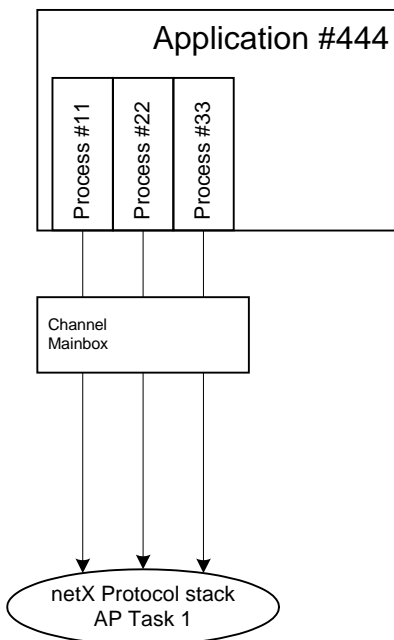 Application #444
Process #11
Process #22
Process #33
Channel
Mainbox
netX Protocol stack
AP Task 1